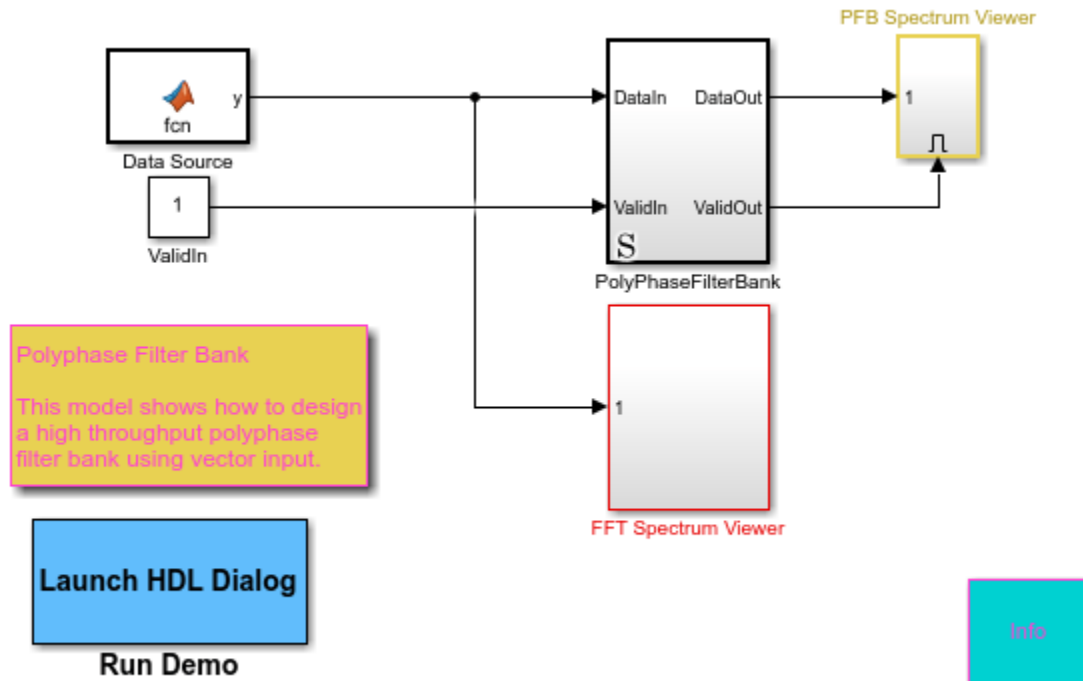 PFB Spectrum Viewer
fcn
y
Data Source
DataIn DataOut
1
1
ValidIn
ValidIn ValidOut
S
PolyPhaseFilterBank
Polyphase Filter Bank
This model shows how to design
a high throughput polyphase
filter bank using vector input.
1
FFT Spectrum Viewer
Launch HDL Dialog
Run Demo
Info